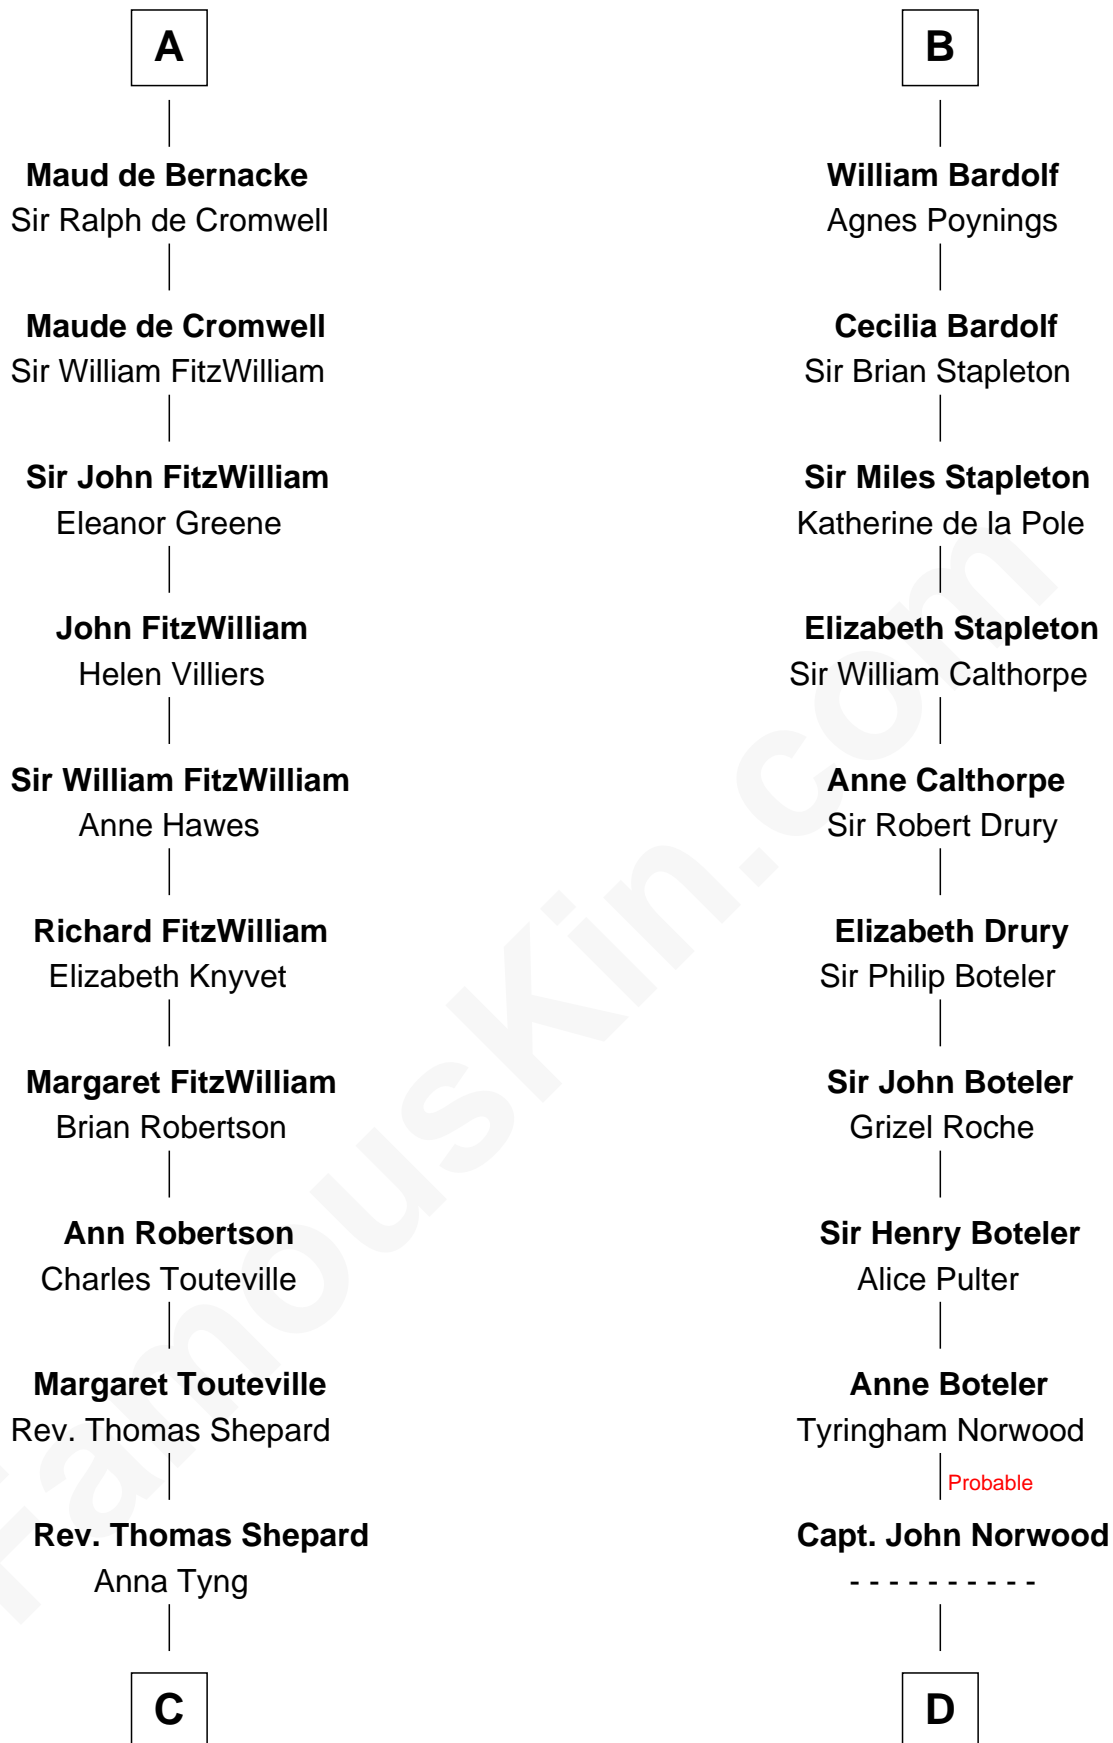 A
Maud de Bernacke
Sir Ralph de Cromwell
Maude de Cromwell
Sir William FitzWilliam
Sir John FitzWilliam
Eleanor Greene
John FitzWilliam
Helen Villiers
Sir William FitzWilliam
Anne Hawes
Richard FitzWilliam
Elizabeth Knyvet
Margaret FitzWilliam
Brian Robertson
Ann Robertson
Charles Touteville
Margaret Touteville
Rev. Thomas Shepard
Rev. Thomas Shepard
Anna Tyng
C
B
William Bardolf
Agnes Poynings
Cecilia Bardolf
Sir Brian Stapleton
Sir Miles Stapleton
Katherine de la Pole
Elizabeth Stapleton
Sir William Calthorpe
Anne Calthorpe
Sir Robert Drury
Elizabeth Drury
Sir Philip Boteler
Sir John Boteler
Grizel Roche
Sir Henry Boteler
Alice Pulter
Anne Boteler
Tyringham Norwood
Probable
Capt. John Norwood
- - - - - - - - - -
D
FamousKin.com